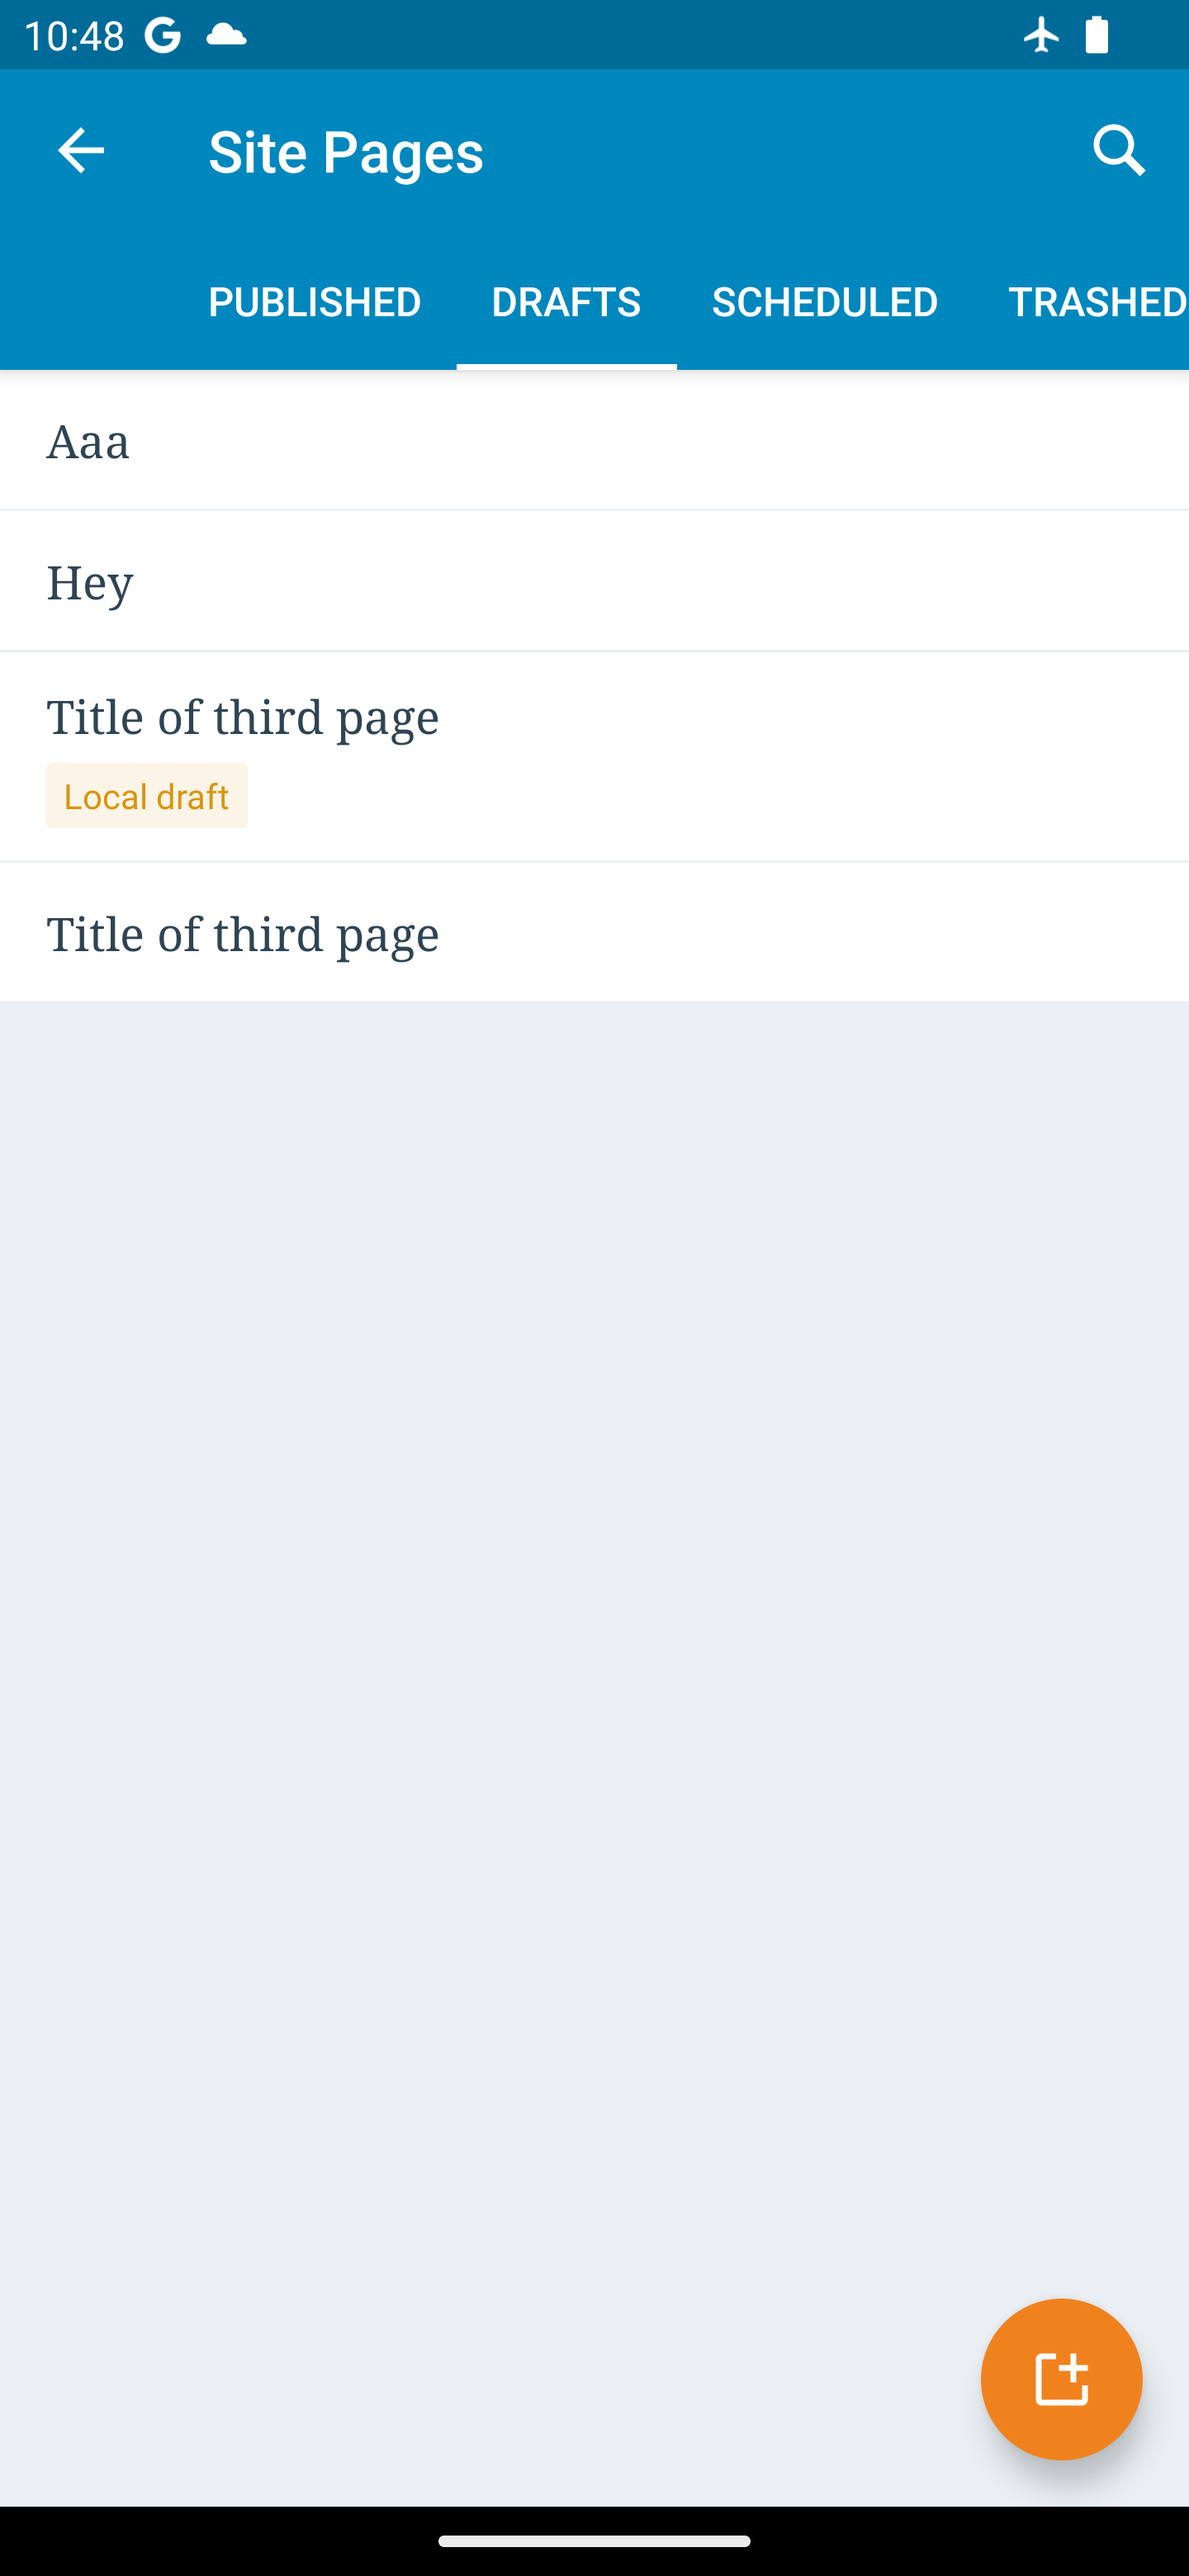 10:48
Site Pages
PUBLISHED DRAFTS SCHEDULED TRASHED
Aaa
Hey
Title of third page
Local draft
Title of third page